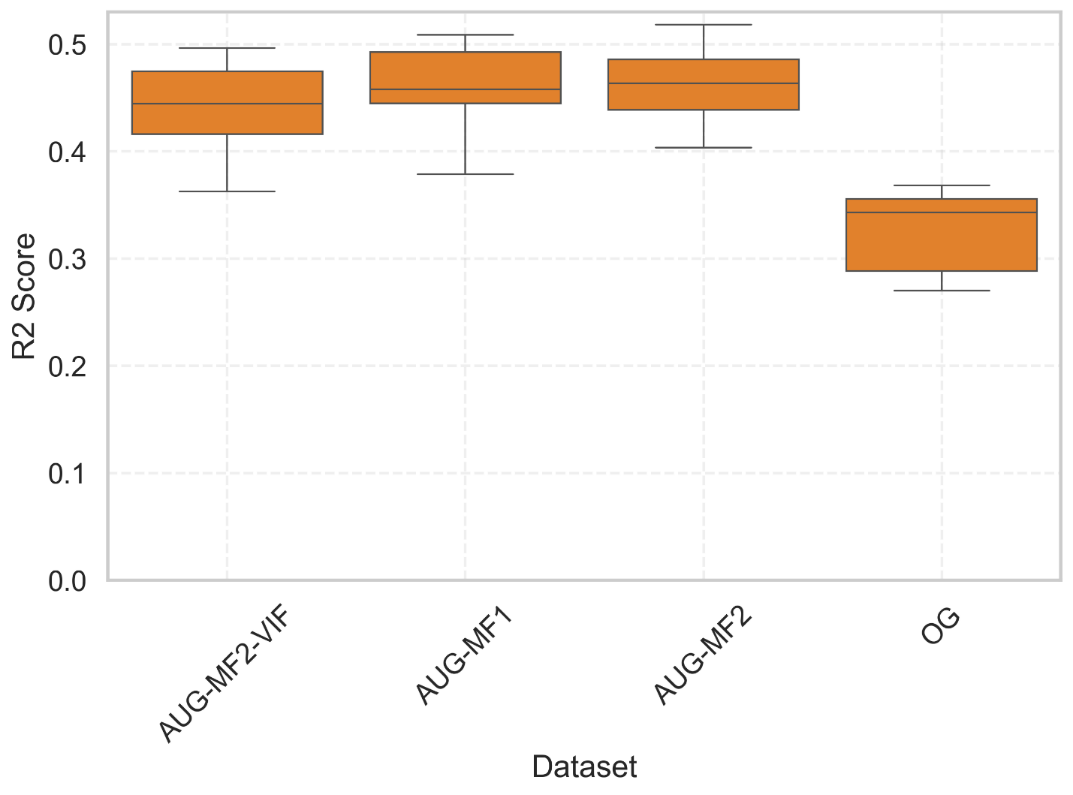 0.5
0.4
0.3
0.2
0.1
0.0
R2 Score
AUG-MF2-VIF
AUG-MF1
AUG-MF2
OG
Dataset